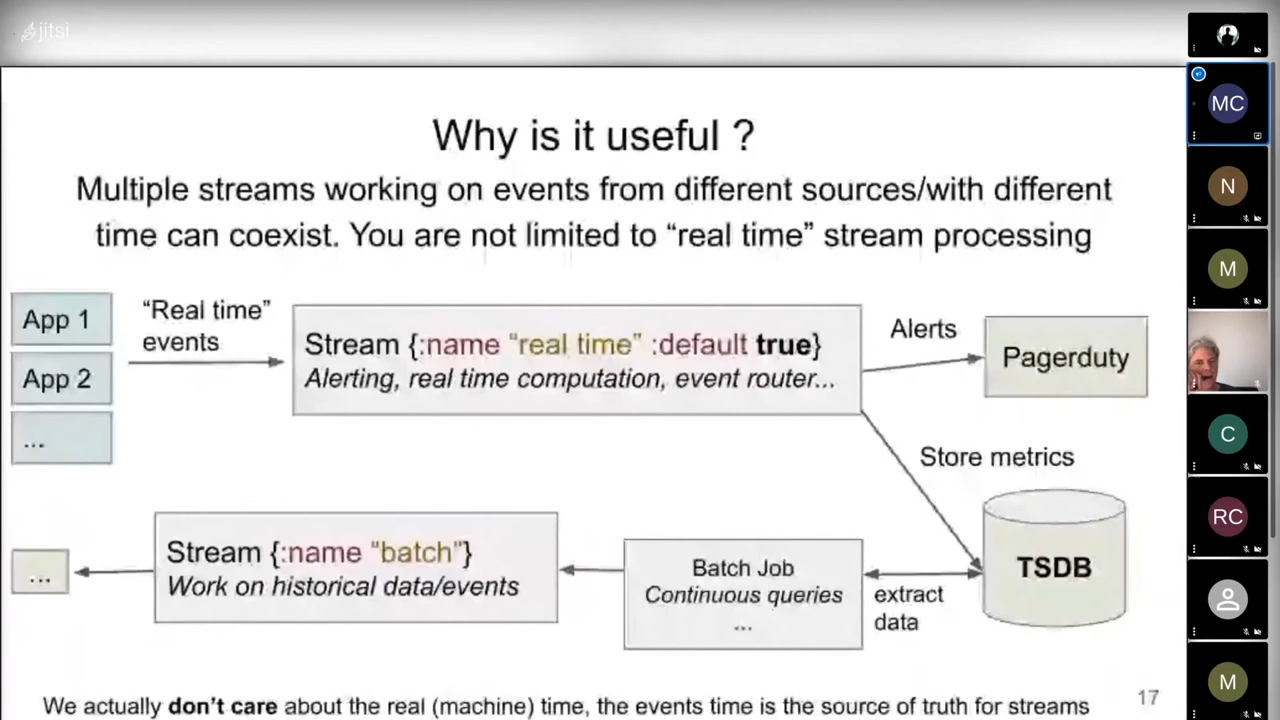 jitsi
Why is it useful ?
Multiple streams working on events from different sources/with different
time can coexist. You are not limited to “real time” stream processing
App 1
App 2
...
“Real time”
events
Stream {:name “real time” :default true}
Alerting, real time computation, event router...
Alerts
Pagerduty
Store metrics
TSDB
extract
data
Batch Job
Continuous queries
...
Stream {:name “batch”}
Work on historical data/events
...
We actually don’t care about the real (machine) time, the events time is the source of truth for streams
17
MC
N
M
C
RC
M